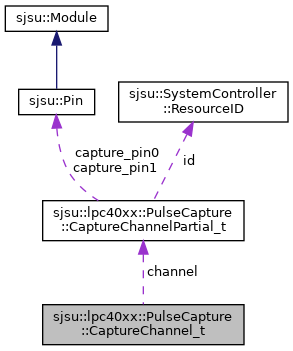 sjsu::Module
sjsu::Pin
sjsu::SystemController
::ResourceID
capture_pin0
capture_pin1
id
sjsu::lpc40xx::PulseCapture
::CaptureChannelPartial_t
channel
sjsu::lpc40xx::PulseCapture
::CaptureChannel_t